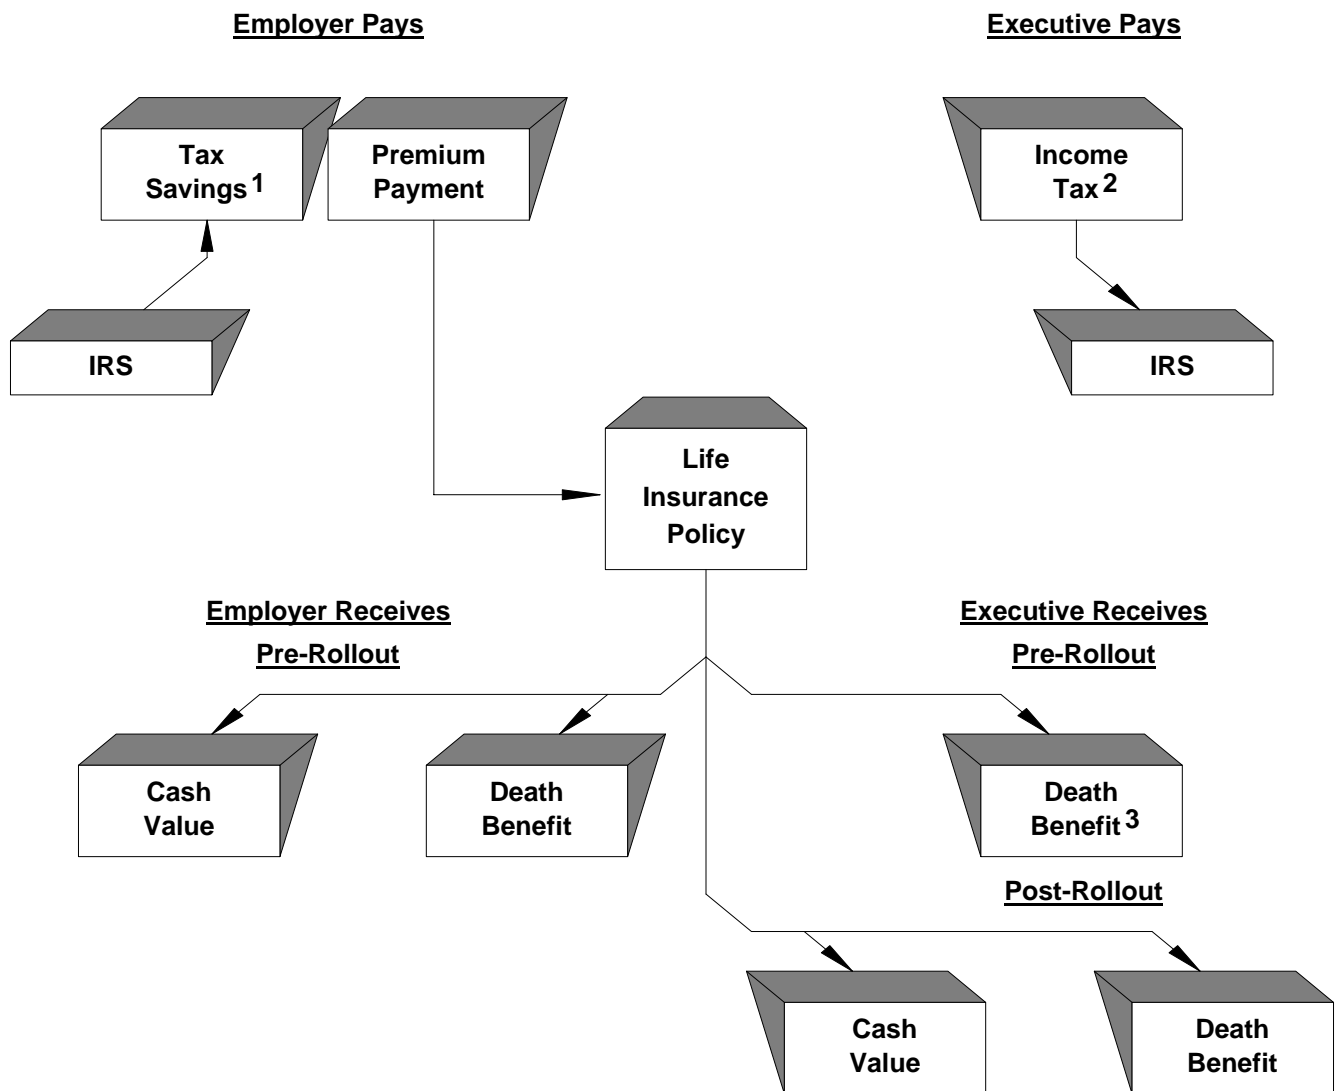 Employer Pays
Executive Pays
Tax
Savings 1
Premium
Payment
Income
Tax 2
IRS
IRS
Life
Insurance
Policy
Employer Receives
Pre-Rollout
Executive Receives
Pre-Rollout
Cash
Value
Death
Benefit
Death
Benefit 3
Post-Rollout
Cash
Value
Death
Benefit